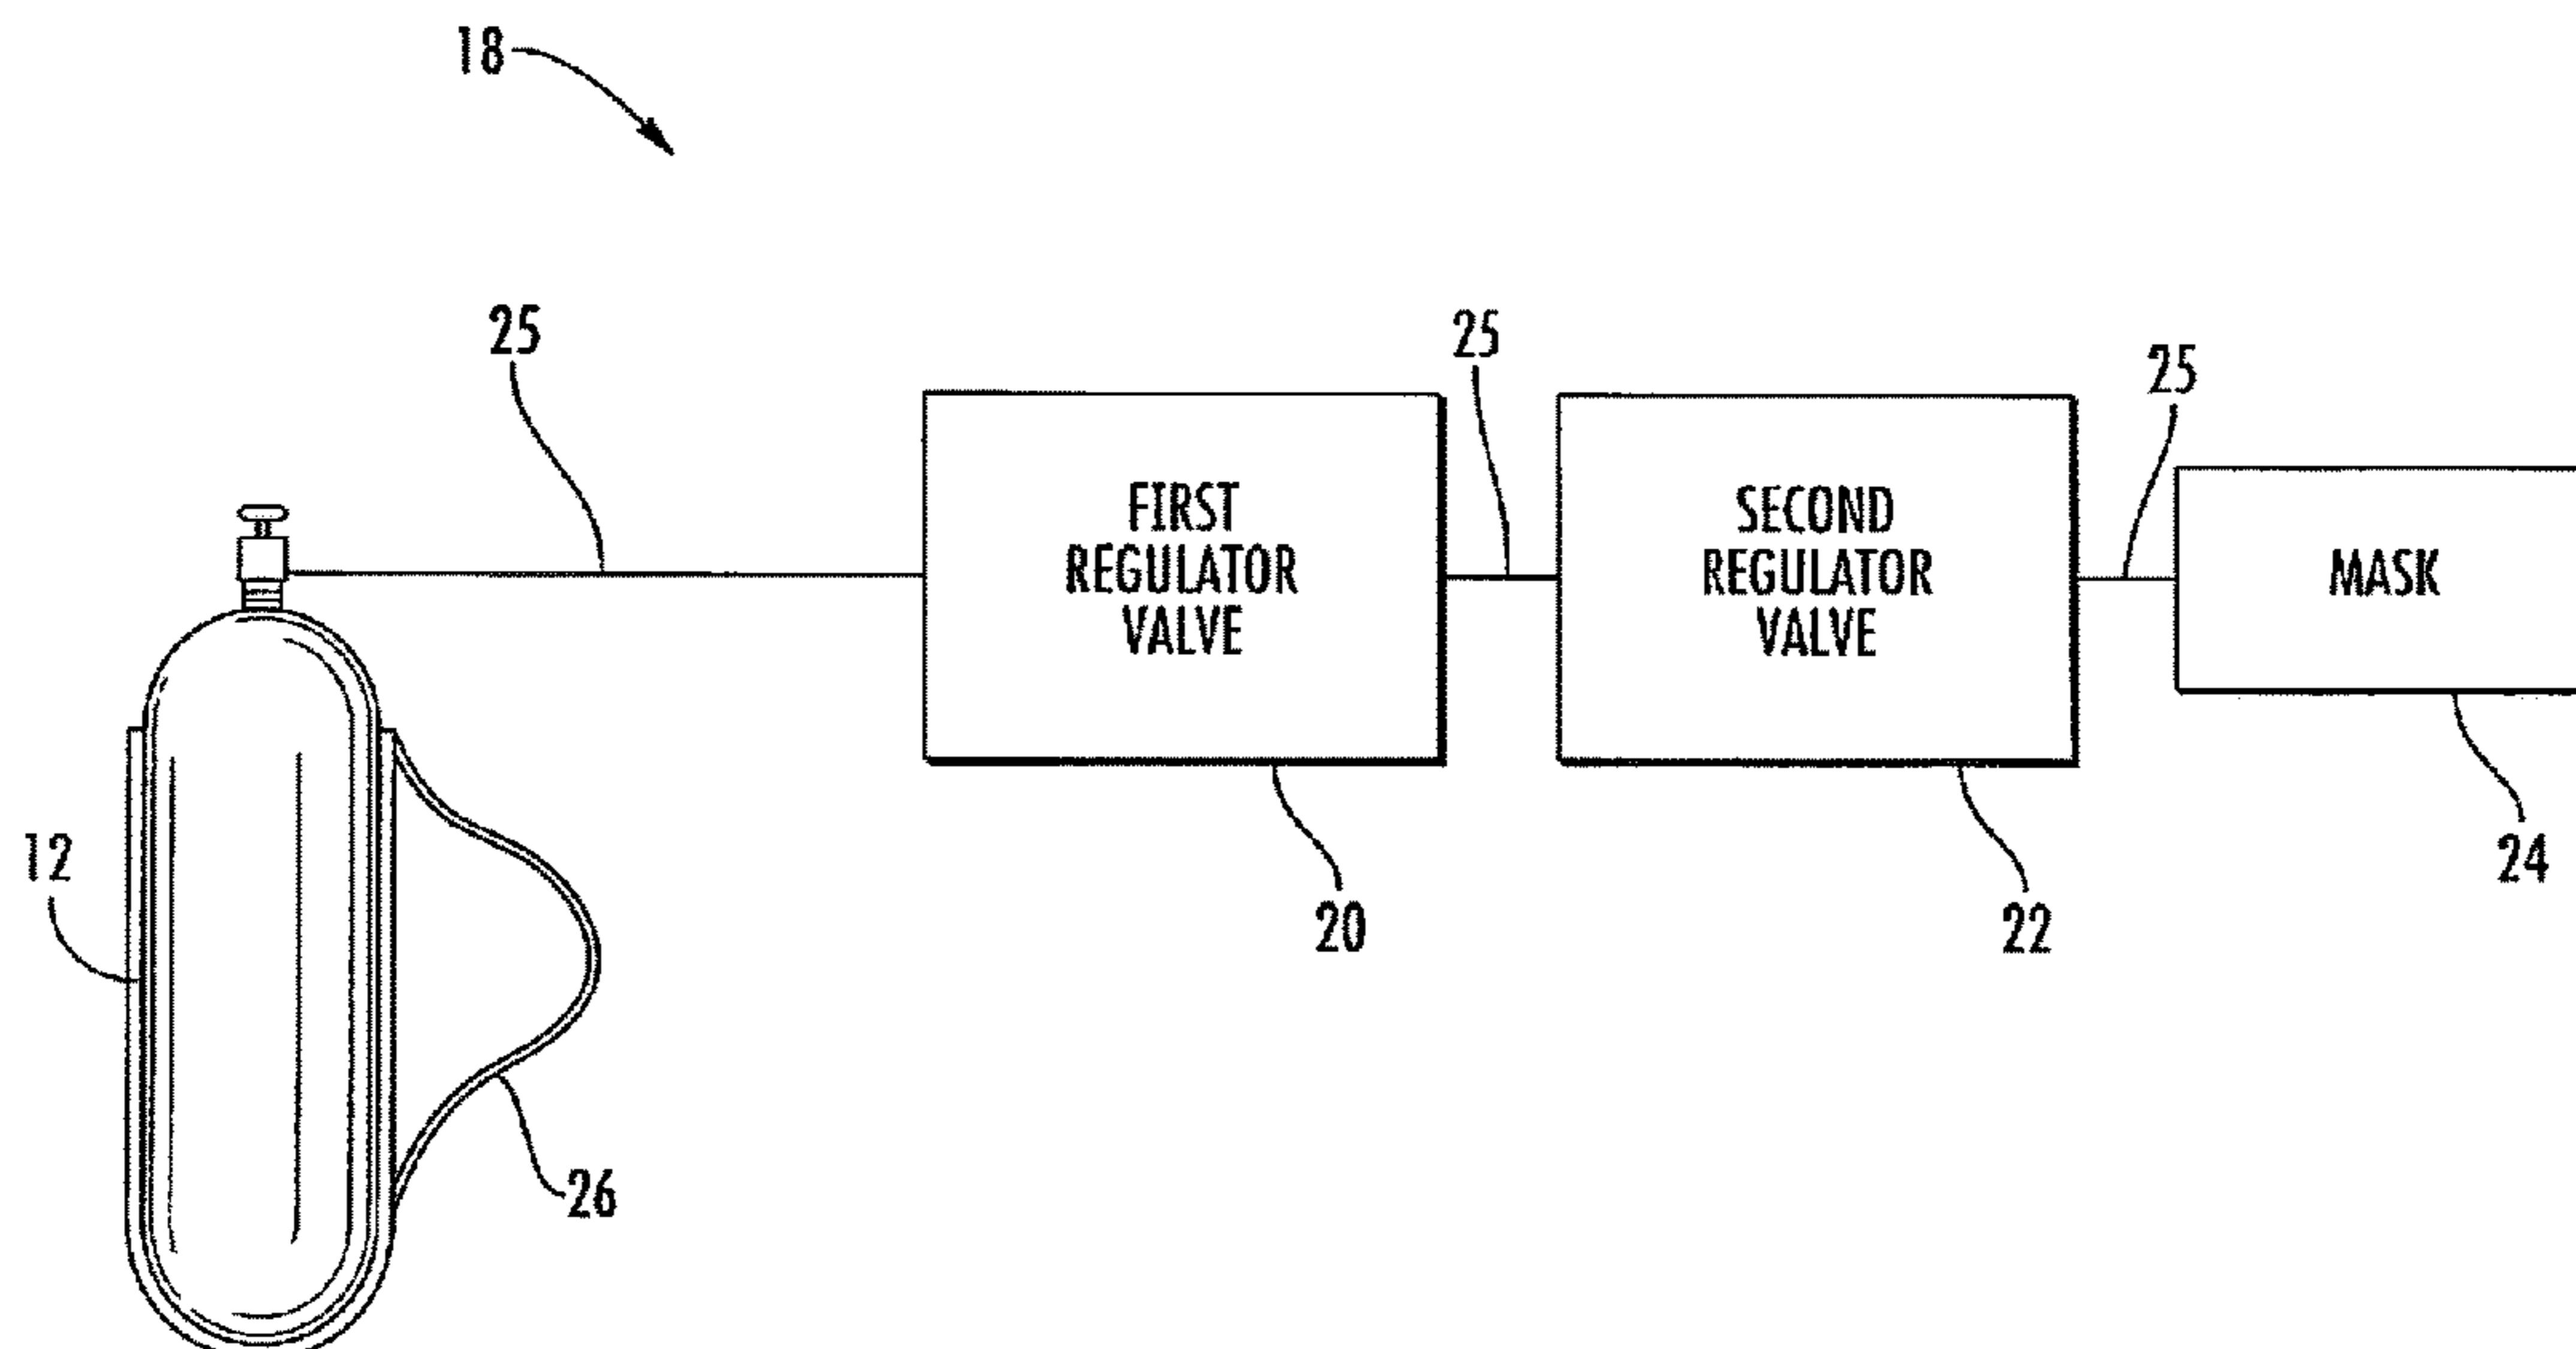 18
25
25
25
FIRST
REGULATOR
VALVE
SECOND
REGULATOR
VALVE
MASK
12
20
22
24
26